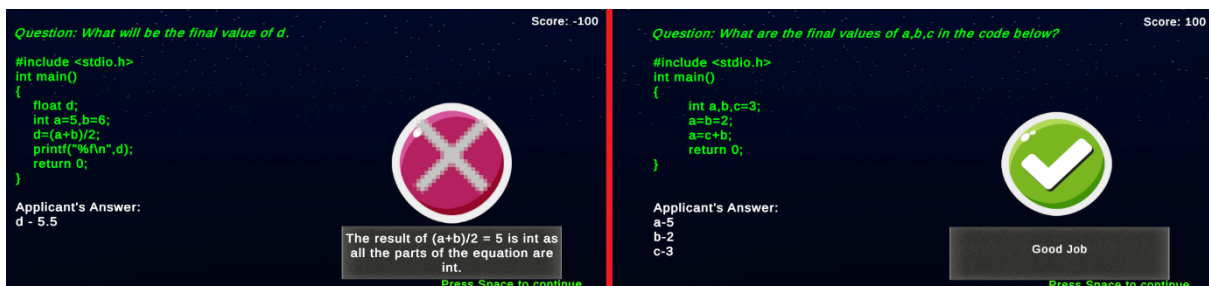 Score: -100
Question: What will be the final value of d.
#include <stdio.h>
int main()
{
float d;
int a=5,b=6;
d=(a+b)/2;
printf("%f\n",d);
return 0;
}
Applicant's Answer:
d - 5.5
The result of (a+b)/2 = 5 is int as
all the parts of the equation are
int.
Press Space to continue
Score: 100
Question: What are the final values of a,b,c in the code below?
#include <stdio.h>
int main()
{
int a,b,c=3;
a=b=2;
a=c+b;
return 0;
}
Applicant's Answer:
a-5
b-2
c-3
Good Job
Press Space to continue